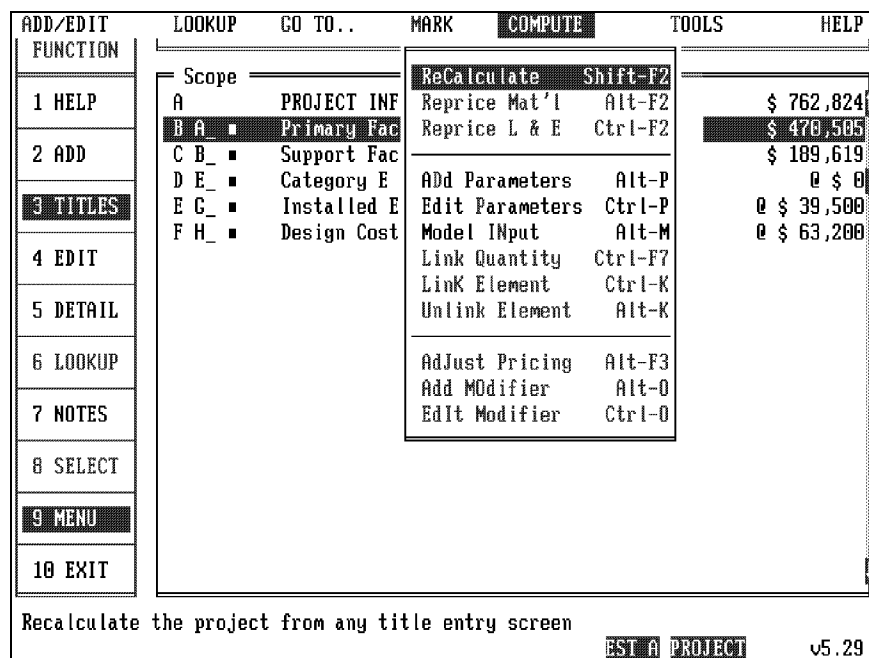 ADD/EDIT LOOKUP GO TO.. MARK COMPUTE TOOLS HELP
FUNCTION
1 HELP
2 ADD
3 TITLES
4 EDIT
5 DETAIL
6 LOOKUP
7 NOTES
8 SELECT
9 MENU
10 EXIT
Scope
A PROJECT INF $ 762,824
B A_ ■ Primary Fac $ 470,505
C B_ ■ Support Fac $ 189,619
D E_ ■ Category E @ $ 0
E G_ ■ Installed E @ $ 39,500
F H_ ■ Design Cost @ $ 63,200
ReCalculate Shift-F2
Reprice Mat'l Alt-F2
Reprice L & E Ctrl-F2
ADd Parameters Alt-P
Edit Parameters Ctrl-P
Model INput Alt-M
Link Quantity Ctrl-F7
LinK Element Ctrl-K
Unlink Element Alt-K
AdJust Pricing Alt-F3
Add MOdifier Alt-O
EdIt Modifier Ctrl-O
Recalculate the project from any title entry screen
EST A PROJECT v5.29